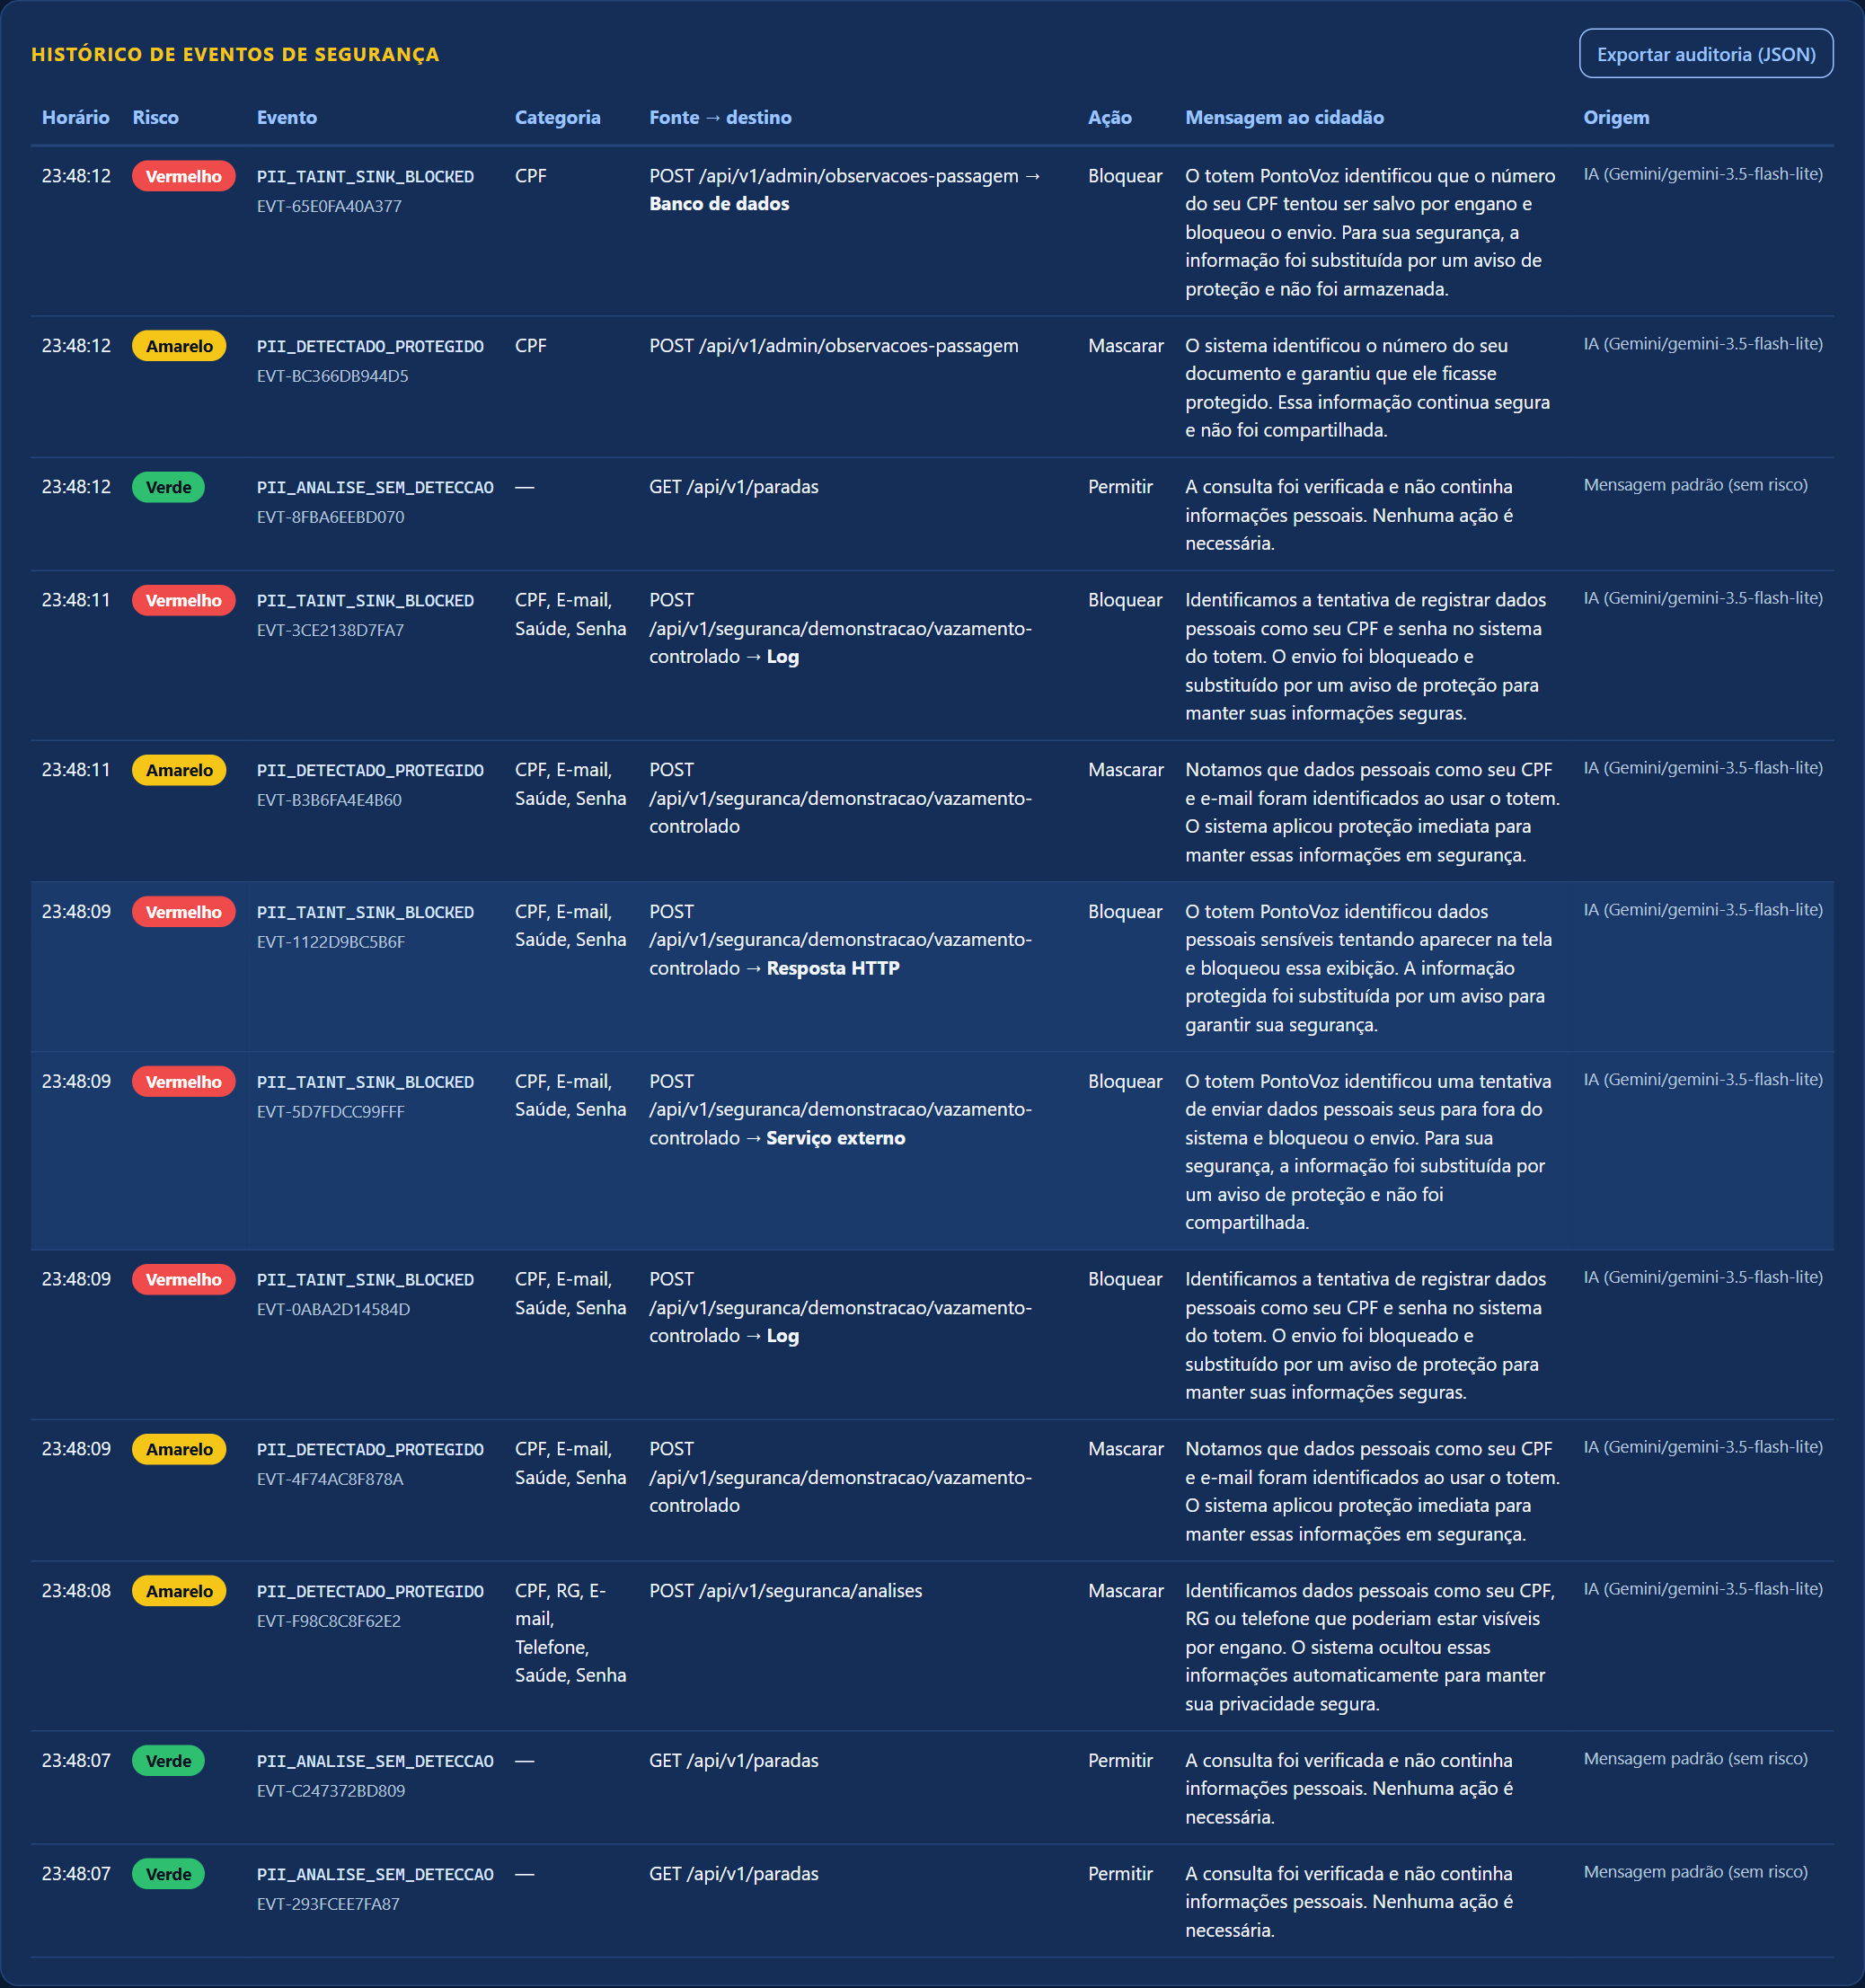 HISTÓRICO DE EVENTOS DE SEGURANÇA
Exportar auditoria (JSON)
Horário Risco Evento Categoria Fonte → destino Ação Mensagem ao cidadão Origem
23:48:12 Vermelho PII_TAINT_SINK_BLOCKED CPF POST /api/v1/admin/observacoes-passagem → Bloquear O totem PontoVoz identificou que o número IA (Gemini/gemini-3.5-flash-lite)
EVT-65E0FA40A377 Banco de dados do seu CPF tentou ser salvo por engano e
bloqueou o envio. Para sua segurança, a
informação foi substituída por um aviso de
proteção e não foi armazenada.
23:48:12 Amarelo PII_DETECTADO_PROTEGIDO CPF POST /api/v1/admin/observacoes-passagem Mascarar O sistema identificou o número do seu IA (Gemini/gemini-3.5-flash-lite)
EVT-BC366DB944D5 documento e garantiu que ele ficasse
protegido. Essa informação continua segura
e não foi compartilhada.
23:48:12 Verde PII_ANALISE_SEM_DETECCAO — GET /api/v1/paradas Permitir A consulta foi verificada e não continha Mensagem padrão (sem risco)
EVT-8FBA6EEBD070 informações pessoais. Nenhuma ação é
necessária.
23:48:11 Vermelho PII_TAINT_SINK_BLOCKED CPF, E-mail, POST Bloquear Identificamos a tentativa de registrar dados IA (Gemini/gemini-3.5-flash-lite)
EVT-3CE2138D7FA7 Saúde, Senha /api/v1/seguranca/demonstracao/vazamento- pessoais como seu CPF e senha no sistema
controlado → Log do totem. O envio foi bloqueado e
substituído por um aviso de proteção para
manter suas informações seguras.
23:48:11 Amarelo PII_DETECTADO_PROTEGIDO CPF, E-mail, POST Mascarar Notamos que dados pessoais como seu CPF IA (Gemini/gemini-3.5-flash-lite)
EVT-B3B6FA4E4B60 Saúde, Senha /api/v1/seguranca/demonstracao/vazamento- e e-mail foram identificados ao usar o totem.
controlado O sistema aplicou proteção imediata para
manter essas informações em segurança.
23:48:09 Vermelho PII_TAINT_SINK_BLOCKED CPF, E-mail, POST Bloquear O totem PontoVoz identificou dados IA (Gemini/gemini-3.5-flash-lite)
EVT-1122D9BC5B6F Saúde, Senha /api/v1/seguranca/demonstracao/vazamento- pessoais sensíveis tentando aparecer na tela
controlado → Resposta HTTP e bloqueou essa exibição. A informação
protegida foi substituída por um aviso para
garantir sua segurança.
23:48:09 Vermelho PII_TAINT_SINK_BLOCKED CPF, E-mail, POST Bloquear O totem PontoVoz identificou uma tentativa IA (Gemini/gemini-3.5-flash-lite)
EVT-5D7FDCC99FFF Saúde, Senha /api/v1/seguranca/demonstracao/vazamento- de enviar dados pessoais seus para fora do
controlado → Serviço externo sistema e bloqueou o envio. Para sua
segurança, a informação foi substituída por
um aviso de proteção e não foi
compartilhada.
23:48:09 Vermelho PII_TAINT_SINK_BLOCKED CPF, E-mail, POST Bloquear Identificamos a tentativa de registrar dados IA (Gemini/gemini-3.5-flash-lite)
EVT-0ABA2D14584D Saúde, Senha /api/v1/seguranca/demonstracao/vazamento- pessoais como seu CPF e senha no sistema
controlado → Log do totem. O envio foi bloqueado e
substituído por um aviso de proteção para
manter suas informações seguras.
23:48:09 Amarelo PII_DETECTADO_PROTEGIDO CPF, E-mail, POST Mascarar Notamos que dados pessoais como seu CPF IA (Gemini/gemini-3.5-flash-lite)
EVT-4F74AC8F878A Saúde, Senha /api/v1/seguranca/demonstracao/vazamento- e e-mail foram identificados ao usar o totem.
controlado O sistema aplicou proteção imediata para
manter essas informações em segurança.
23:48:08 Amarelo PII_DETECTADO_PROTEGIDO CPF, RG, E- POST /api/v1/seguranca/analises Mascarar Identificamos dados pessoais como seu CPF, IA (Gemini/gemini-3.5-flash-lite)
EVT-F98C8C8F62E2 mail, RG ou telefone que poderiam estar visíveis
Telefone, por engano. O sistema ocultou essas
Saúde, Senha informações automaticamente para manter
sua privacidade segura.
23:48:07 Verde PII_ANALISE_SEM_DETECCAO — GET /api/v1/paradas Permitir A consulta foi verificada e não continha Mensagem padrão (sem risco)
EVT-C247372BD809 informações pessoais. Nenhuma ação é
necessária.
23:48:07 Verde PII_ANALISE_SEM_DETECCAO — GET /api/v1/paradas Permitir A consulta foi verificada e não continha Mensagem padrão (sem risco)
EVT-293FCEE7FA87 informações pessoais. Nenhuma ação é
necessária.